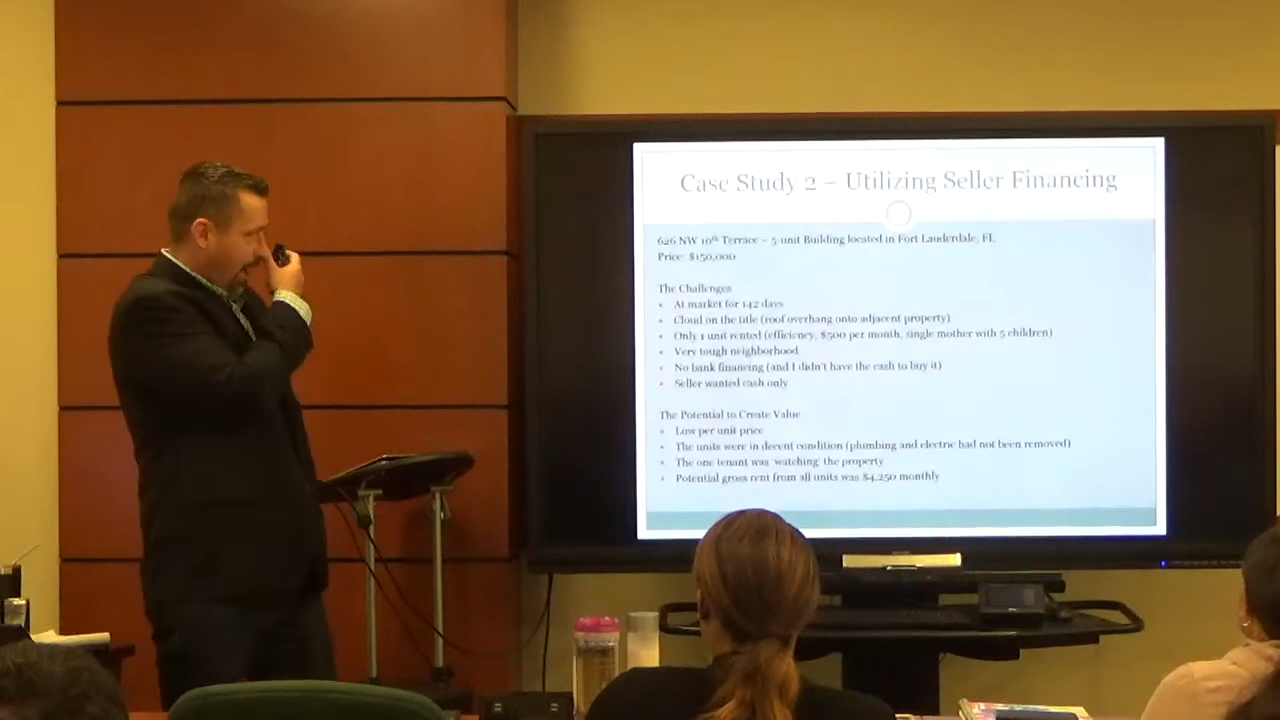 Case Study 2 – Utilizing Seller Financing
626 NW 10th Terrace – 5-unit Building located in Fort Lauderdale, FL
Price: $150,000
The Challenges
• At market for 142 days
• Cloud on the title (roof overhang onto adjacent property)
• Only 1 unit rented (efficiency, $500 per month, single mother with 5 children)
• Very tough neighborhood
• No bank financing (and I didn't have the cash to buy it)
• Seller wanted cash only
The Potential to Create Value
• Low per unit price
• The units were in decent condition (plumbing and electric had not been removed)
• The one tenant was 'watching' the property
• Potential gross rent from all units was $4,250 monthly